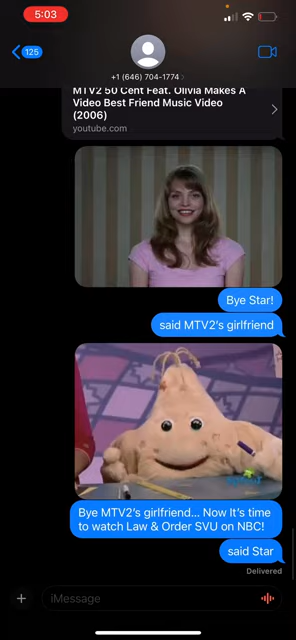 5:03
125
+1 (646) 704-1774
MTV2 50 Cent Feat. Olivia Makes A
Video Best Friend Music Video
(2006)
youtube.com
Bye Star!
said MTV2's girlfriend
Bye MTV2's girlfriend... Now It's time
to watch Law & Order SVU on NBC!
said Star
Delivered
iMessage